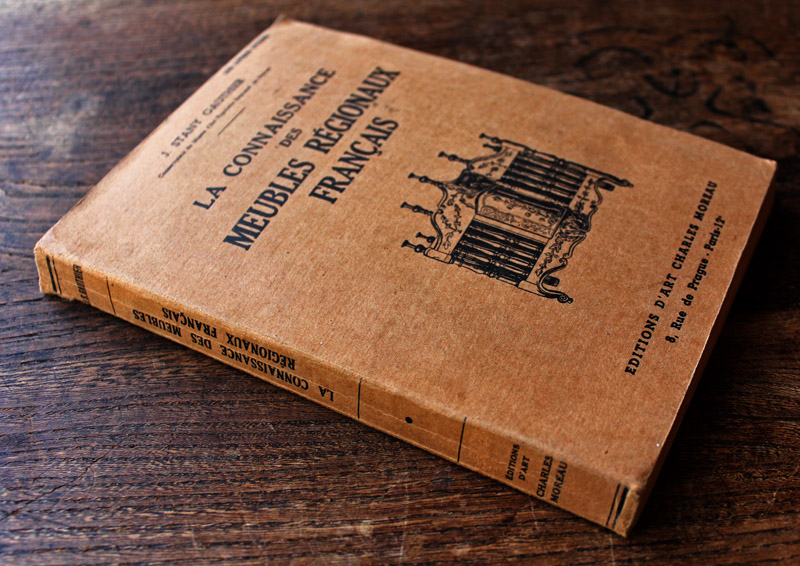 J. STANY GAUTHIER
LA CONNAISSANCE
DES
MEUBLES RÉGIONAUX
FRANÇAIS
EDITIONS D'ART CHARLES MOREAU
8, Rue de Prague - Paris-12e
LA CONNAISSANCE DES MEUBLES
RÉGIONAUX FRANÇAIS
EDITIONS
D'ART
CHARLES
MOREAU